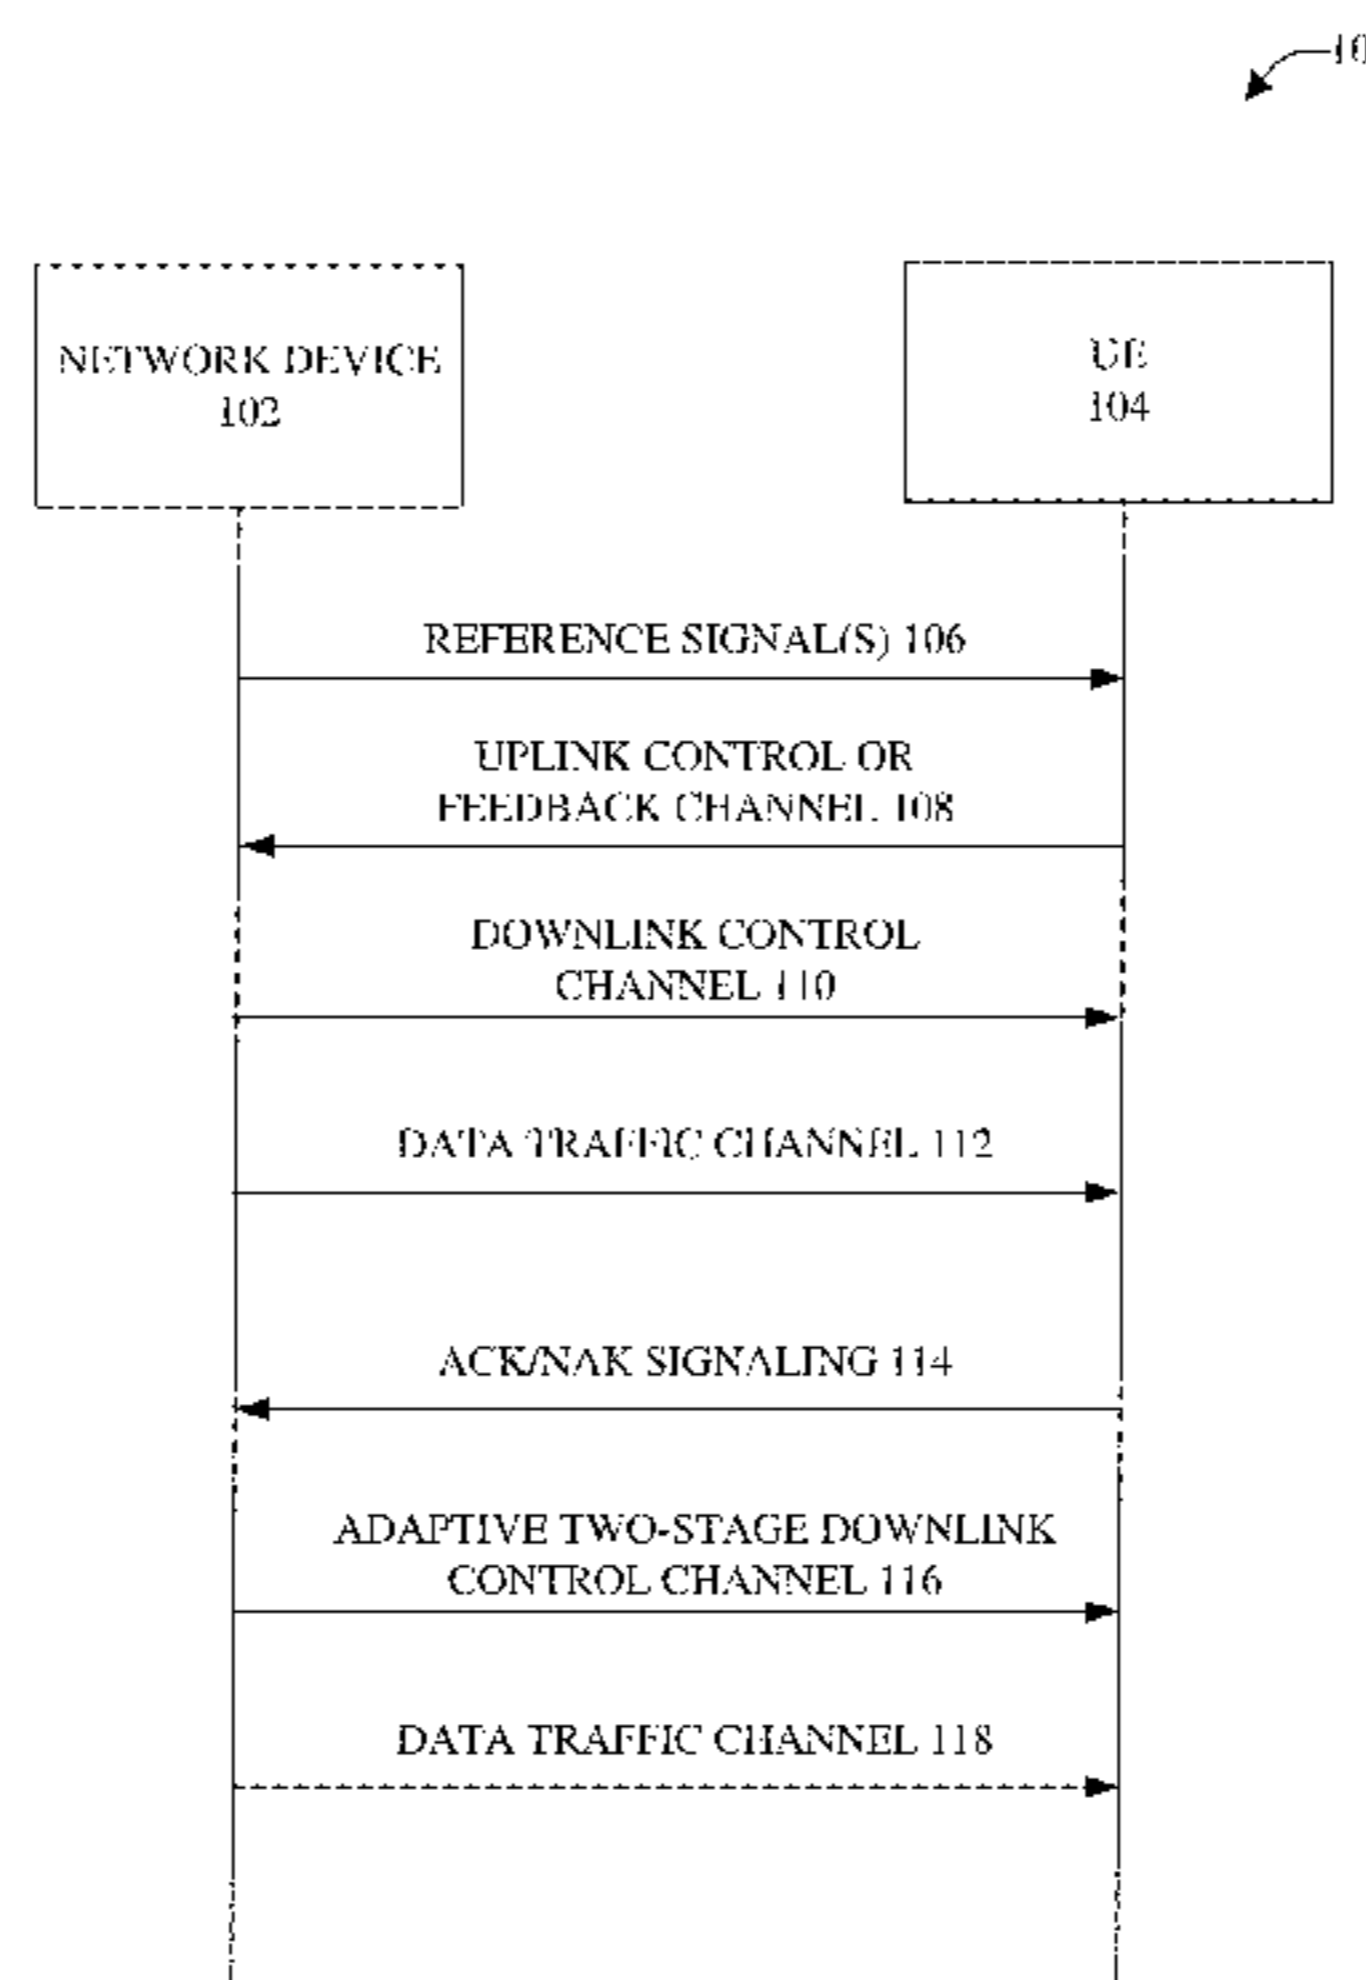 10
NETWORK DEVICE
102
UE
104
REFERENCE SIGNAL(S) 106
UPLINK CONTROL OR
FEEDBACK CHANNEL 108
DOWNLINK CONTROL
CHANNEL 110
DATA TRAFFIC CHANNEL 112
ACK/NAK SIGNALING 114
ADAPTIVE TWO-STAGE DOWNLINK
CONTROL CHANNEL 116
DATA TRAFFIC CHANNEL 118